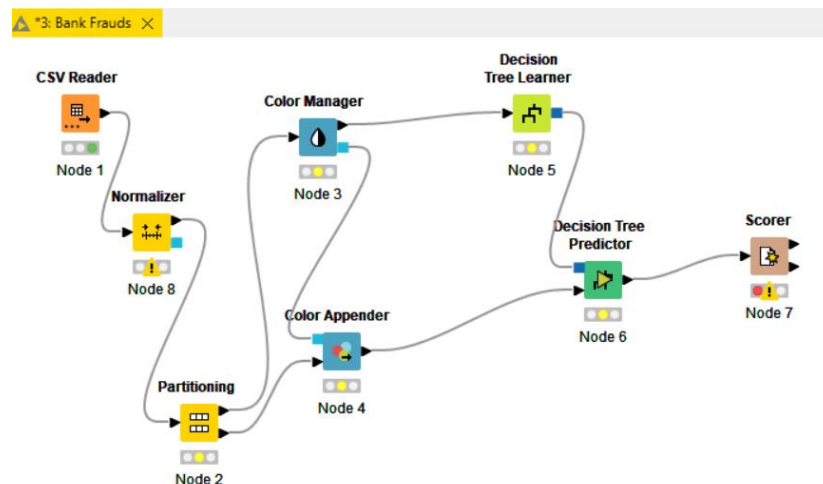 *3: Bank Frauds
CSV Reader
Node 1
Normalizer
Node 8
Partitioning
Node 2
Color Manager
Node 3
Color Appender
Node 4
Decision
Tree Learner
Node 5
Decision Tree
Predictor
Node 6
Scorer
Node 7